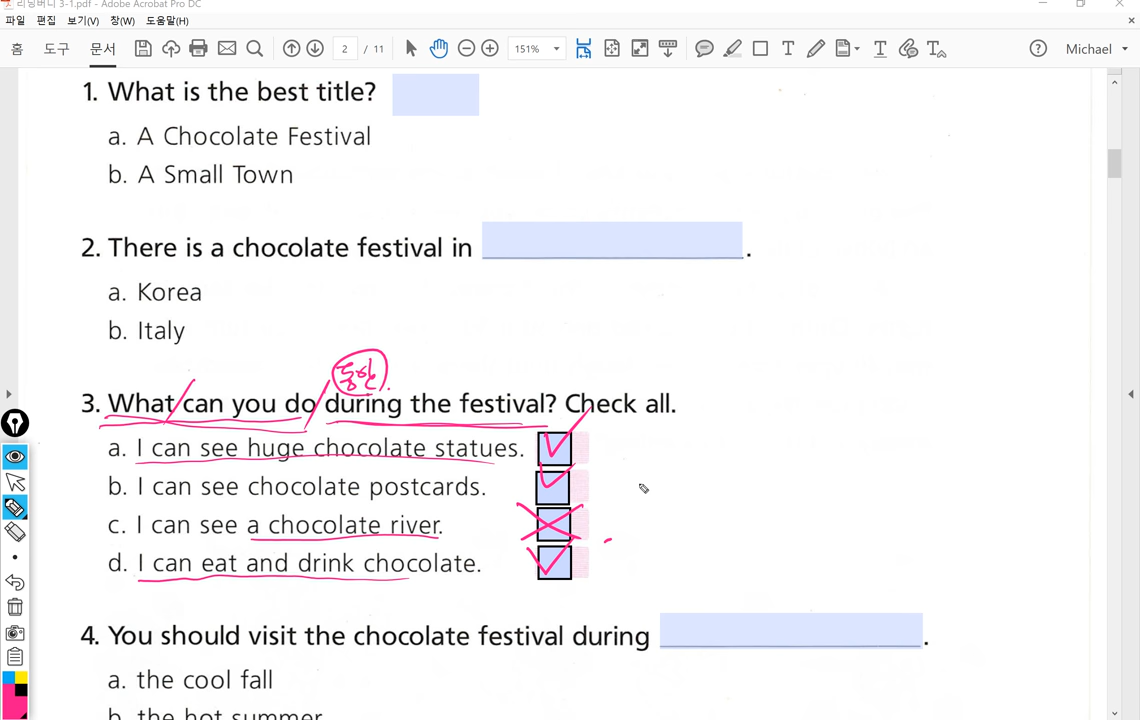 리딩버디 3-1.pdf - Adobe Acrobat Pro DC
파일 편집 보기(V) 창(W) 도움말(H)
홈 도구 문서 2 / 11 151% Michael
1. What is the best title?
a. A Chocolate Festival
b. A Small Town
2. There is a chocolate festival in .
a. Korea
b. Italy
동안
3. What can you do during the festival? Check all.
a. I can see huge chocolate statues.
b. I can see chocolate postcards.
c. I can see a chocolate river.
d. I can eat and drink chocolate.
4. You should visit the chocolate festival during .
a. the cool fall
b. the hot summer